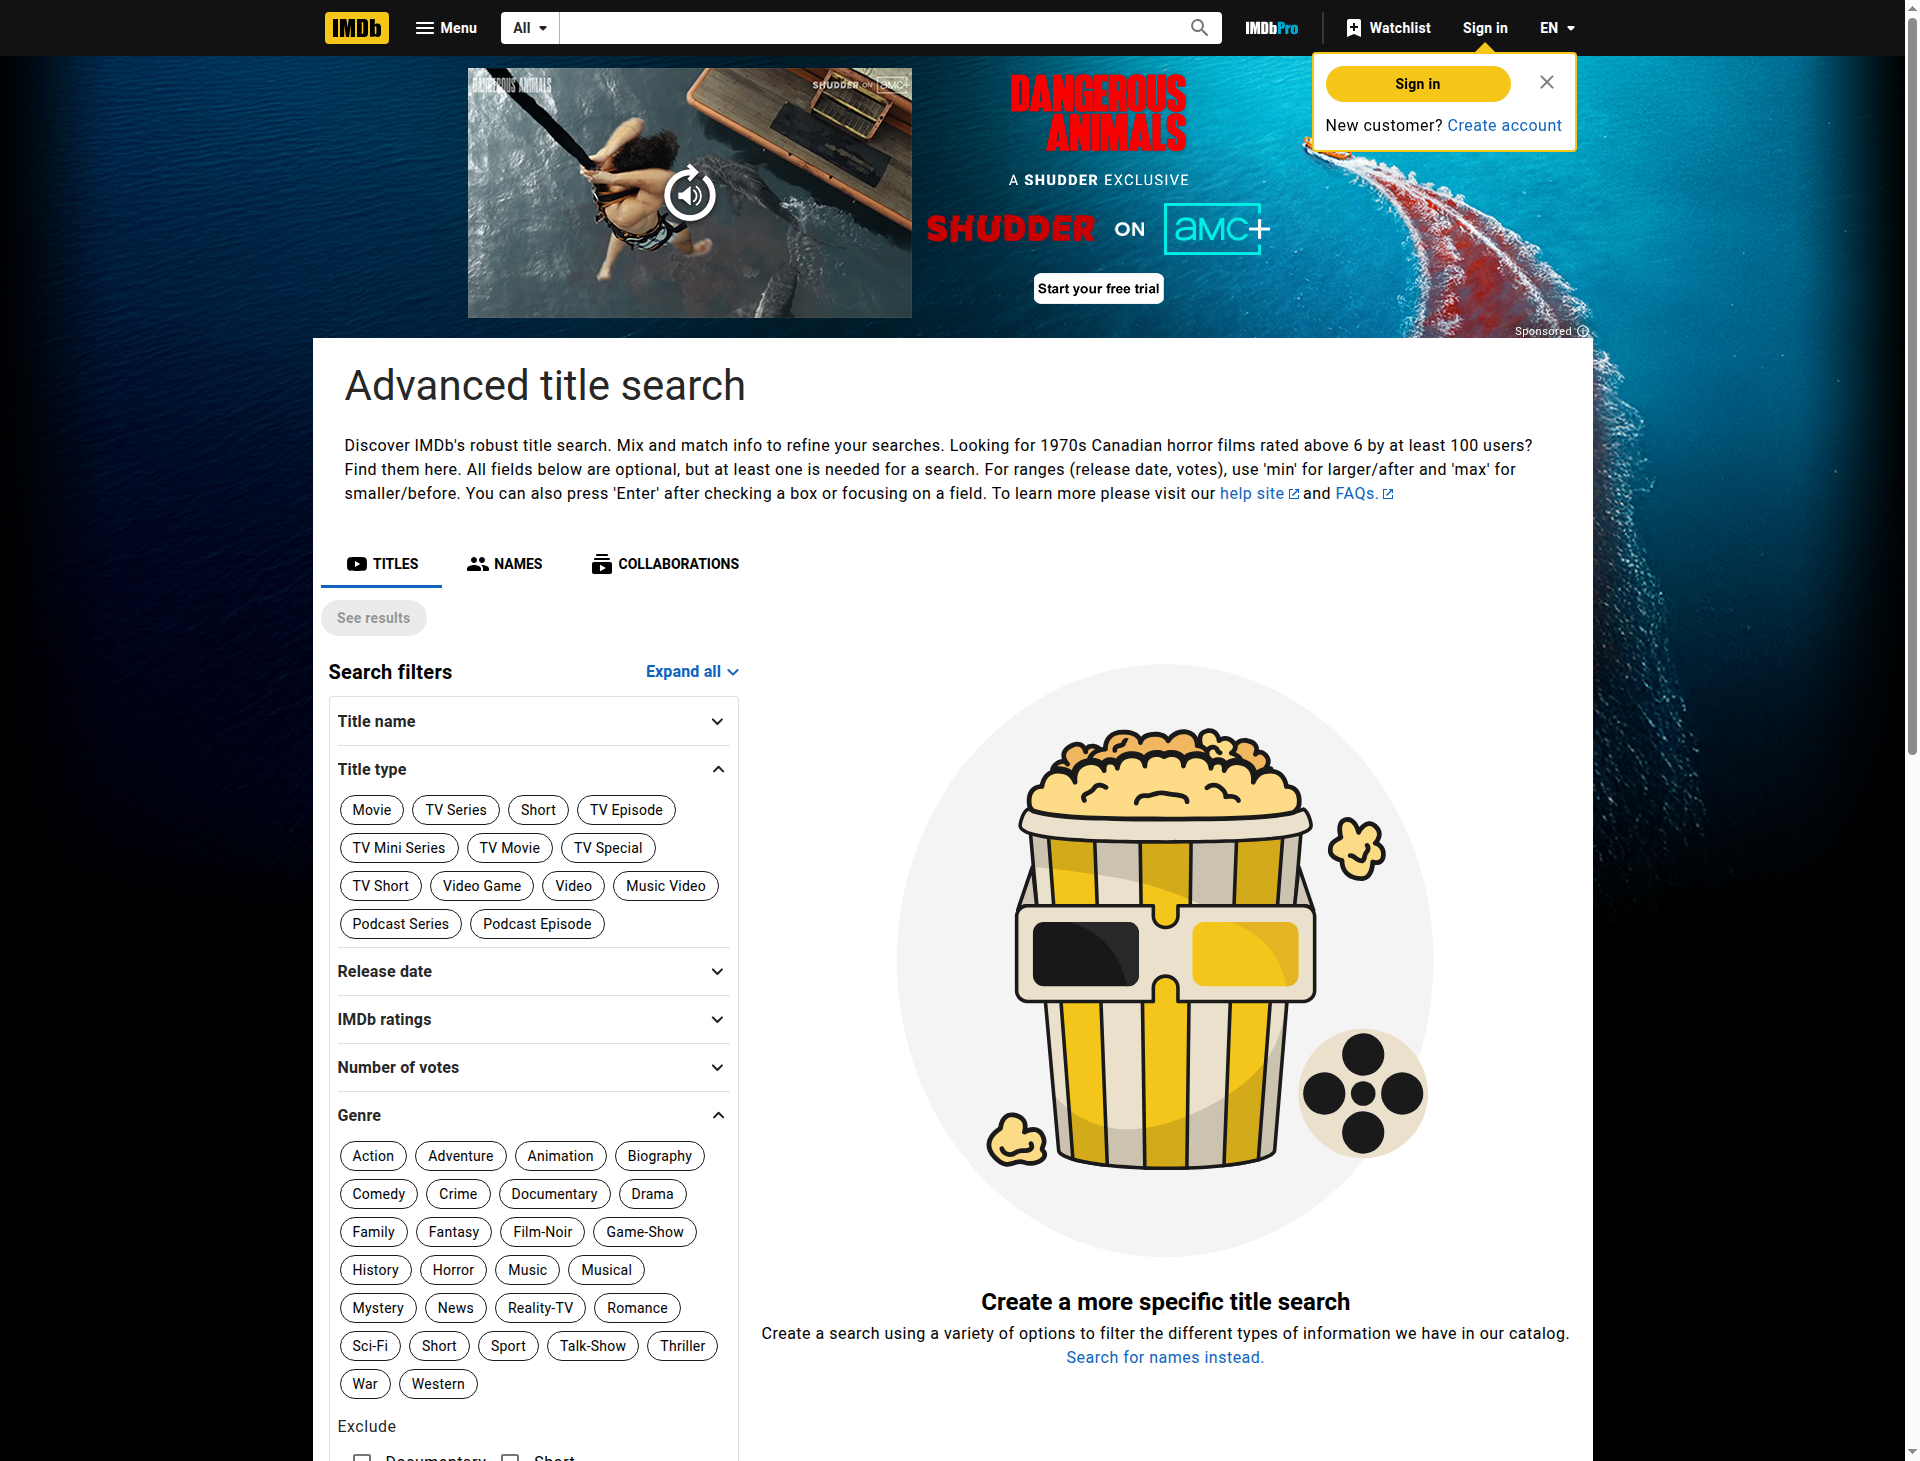 IMDb
Menu
All
IMDbPro
Watchlist
Sign in
EN
Sign in
New customer? Create account
DANGEROUS ANIMALS
SHUDDER ON amc+
DANGEROUS
ANIMALS
A SHUDDER EXCLUSIVE
SHUDDER ON amc+
Start your free trial
Sponsored
Advanced title search
Discover IMDb's robust title search. Mix and match info to refine your searches. Looking for 1970s Canadian horror films rated above 6 by at least 100 users?
Find them here. All fields below are optional, but at least one is needed for a search. For ranges (release date, votes), use 'min' for larger/after and 'max' for
smaller/before. You can also press 'Enter' after checking a box or focusing on a field. To learn more please visit our help site and FAQs.
TITLES
NAMES
COLLABORATIONS
See results
Search filters
Expand all
Title name
Title type
Movie TV Series Short TV Episode
TV Mini Series TV Movie TV Special
TV Short Video Game Video Music Video
Podcast Series Podcast Episode
Release date
IMDb ratings
Number of votes
Genre
Action Adventure Animation Biography
Comedy Crime Documentary Drama
Family Fantasy Film-Noir Game-Show
History Horror Music Musical
Mystery News Reality-TV Romance
Sci-Fi Short Sport Talk-Show Thriller
War Western
Exclude
Documentary Short
Create a more specific title search
Create a search using a variety of options to filter the different types of information we have in our catalog.
Search for names instead.